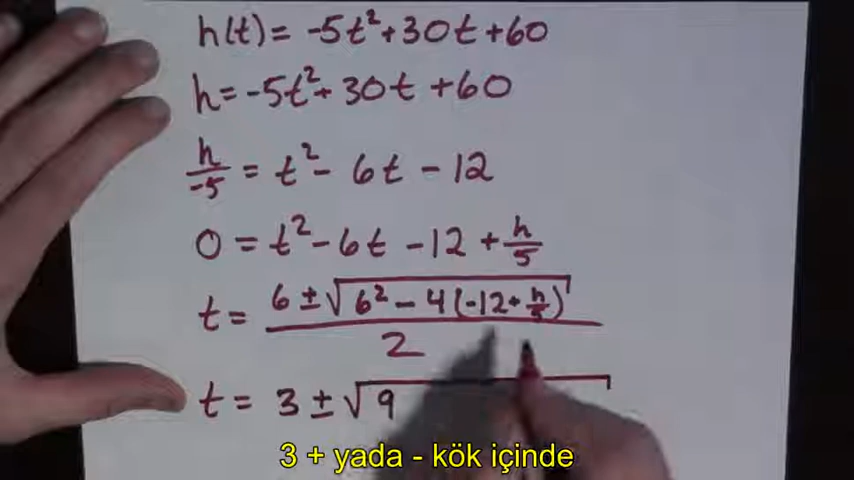 h(t) = -5t²+30t+60
h = -5t²+ 30t +60
h/-5 = t² - 6t - 12
0 = t² - 6t - 12 + h/5
t = (6 ± √(6² - 4(-12+h/5)))/2
t = 3 ± √9
3 + yada - kök içinde